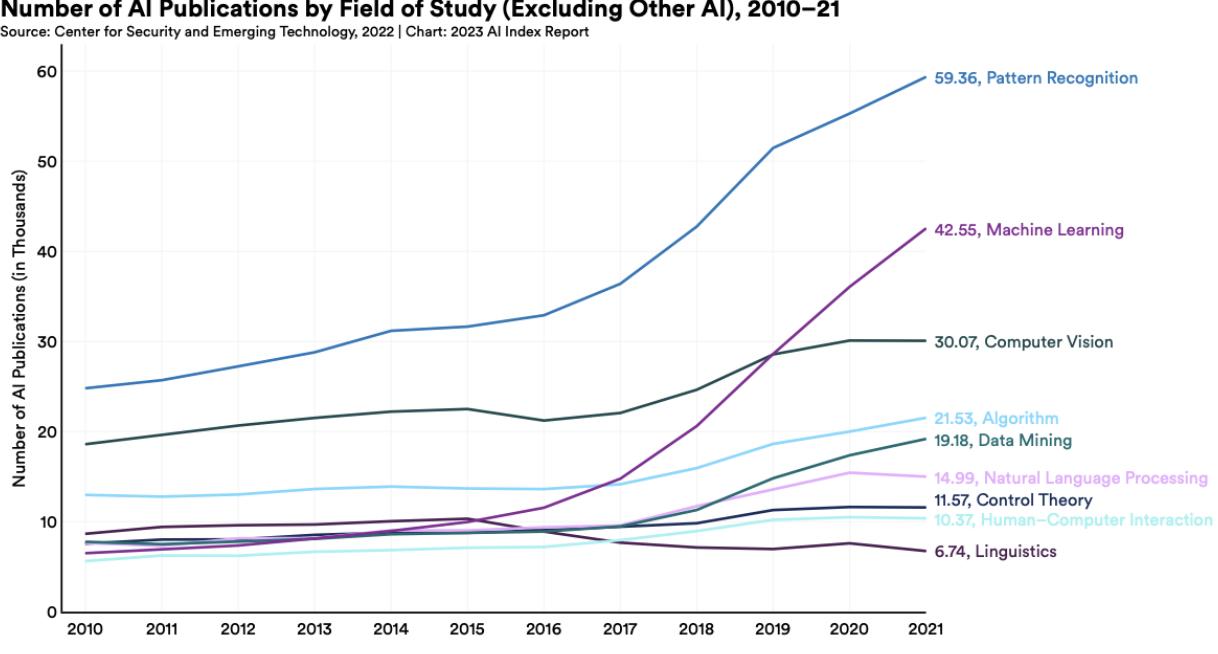 Number of AI Publications by Field of Study (Excluding Other AI), 2010–21
Source: Center for Security and Emerging Technology, 2022 | Chart: 2023 AI Index Report
Number of AI Publications (in Thousands)
60
50
40
30
20
10
0
59.36, Pattern Recognition
42.55, Machine Learning
30.07, Computer Vision
21.53, Algorithm
19.18, Data Mining
14.99, Natural Language Processing
11.57, Control Theory
10.37, Human–Computer Interaction
6.74, Linguistics
2010 2011 2012 2013 2014 2015 2016 2017 2018 2019 2020 2021